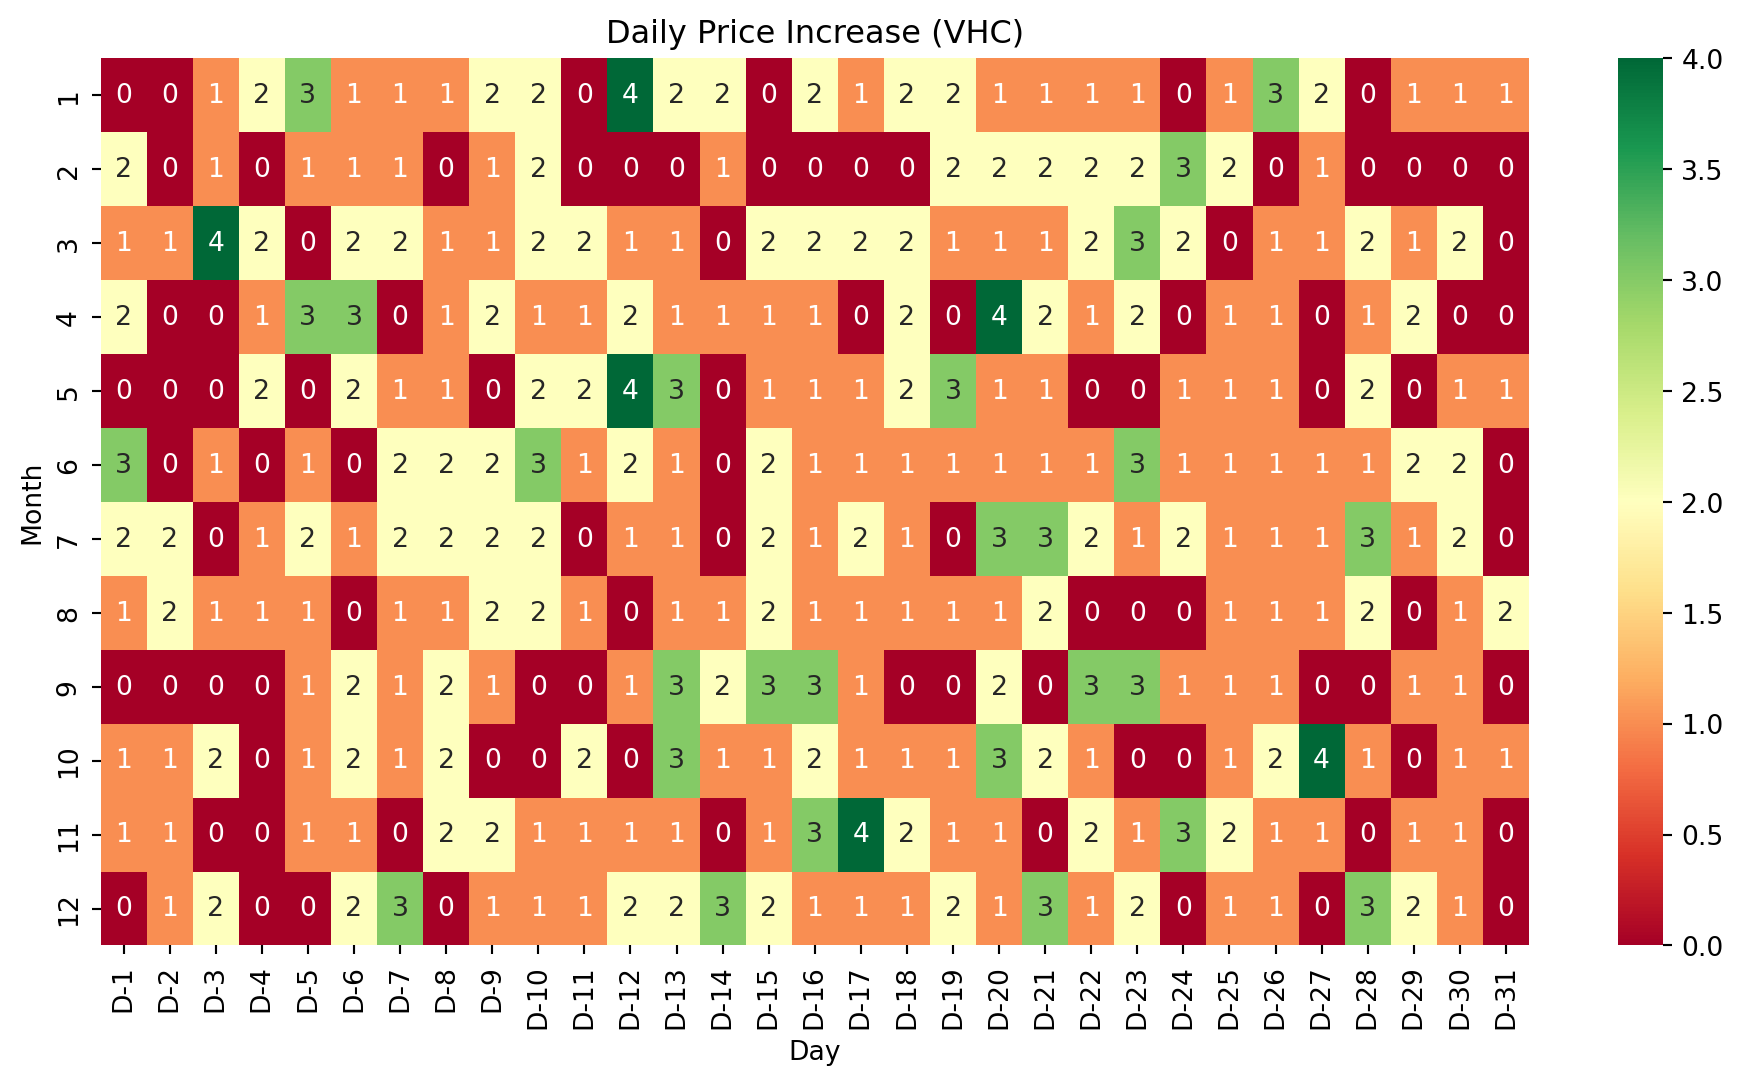 Daily Price Increase (VHC)
1 0 0 1 2 3 1 1 1 2 2 0 4 2 2 0 2 1 2 2 1 1 1 1 0 1 3 2 0 1 1 1
2 2 0 1 0 1 1 1 0 1 2 0 0 0 1 0 0 0 0 2 2 2 2 2 3 2 0 1 0 0 0 0
3 1 1 4 2 0 2 2 1 1 2 2 1 1 0 2 2 2 2 1 1 1 2 3 2 0 1 1 2 1 2 0
4 2 0 0 1 3 3 0 1 2 1 1 2 1 1 1 1 0 2 0 4 2 1 2 0 1 1 0 1 2 0 0
5 0 0 0 2 0 2 1 1 0 2 2 4 3 0 1 1 1 2 3 1 1 0 0 1 1 1 0 2 0 1 1
6 3 0 1 0 1 0 2 2 2 3 1 2 1 0 2 1 1 1 1 1 1 1 3 1 1 1 1 1 2 2 0
7 2 2 0 1 2 1 2 2 2 2 0 1 1 0 2 1 2 1 0 3 3 2 1 2 1 1 1 3 1 2 0
8 1 2 1 1 1 0 1 1 2 2 1 0 1 1 2 1 1 1 1 1 2 0 0 0 1 1 1 2 0 1 2
9 0 0 0 0 1 2 1 2 1 0 0 1 3 2 3 3 1 0 0 2 0 3 3 1 1 1 0 0 1 1 0
10 1 1 2 0 1 2 1 2 0 0 2 0 3 1 1 2 1 1 1 3 2 1 0 0 1 2 4 1 0 1 1
11 1 1 0 0 1 1 0 2 2 1 1 1 1 0 1 3 4 2 1 1 0 2 1 3 2 1 1 0 1 1 0
12 0 1 2 0 0 2 3 0 1 1 1 2 2 3 2 1 1 1 2 1 3 1 2 0 1 1 0 3 2 1 0
Month
D-1 D-2 D-3 D-4 D-5 D-6 D-7 D-8 D-9 D-10 D-11 D-12 D-13 D-14 D-15 D-16 D-17 D-18 D-19 D-20 D-21 D-22 D-23 D-24 D-25 D-26 D-27 D-28 D-29 D-30 D-31
Day
4.0
3.5
3.0
2.5
2.0
1.5
1.0
0.5
0.0